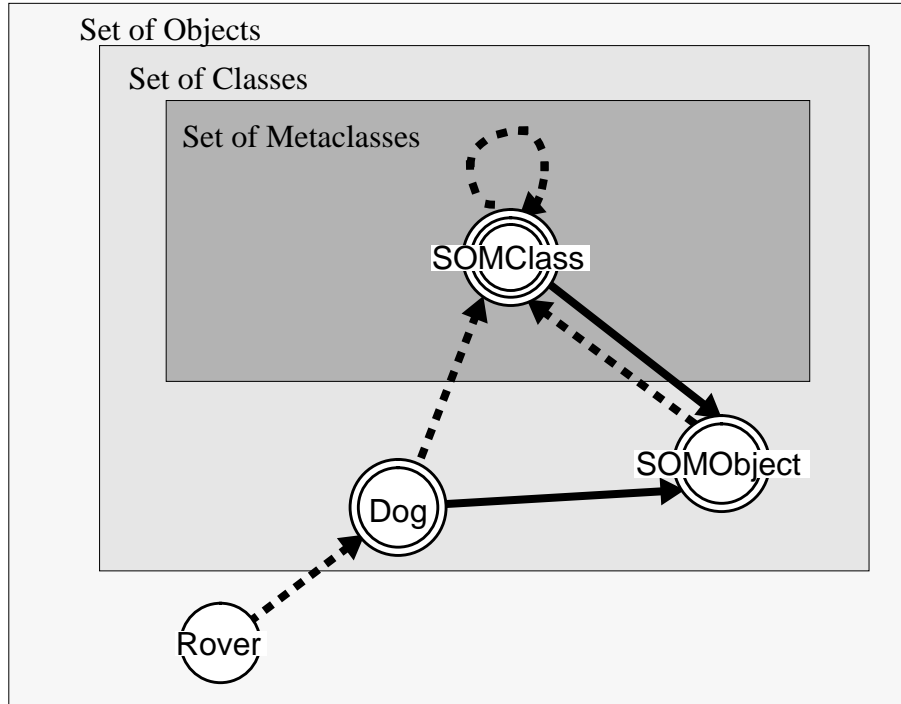 Set of Objects
Set of Classes
Set of Metaclasses
SOMClass
SOMObject
Dog
Rover